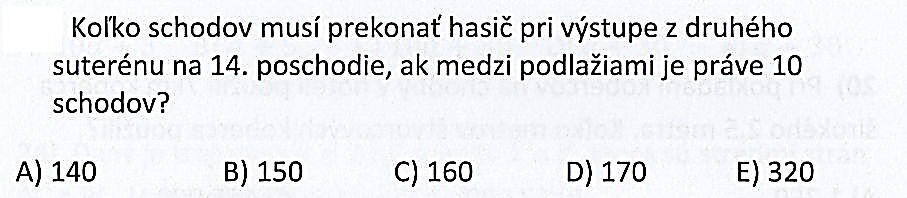 Koľko schodov musí prekonať hasič pri výstupe z druhého
suterénu na 14. poschodie, ak medzi podlažiami je práve 10
schodov?
A) 140 B) 150 C) 160 D) 170 E) 320